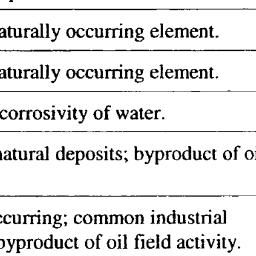 aturally occurring element.
aturally occurring element.
corrosivity of water.
natural deposits; byproduct of o
ccurring; common industrial
byproduct of oil field activity.